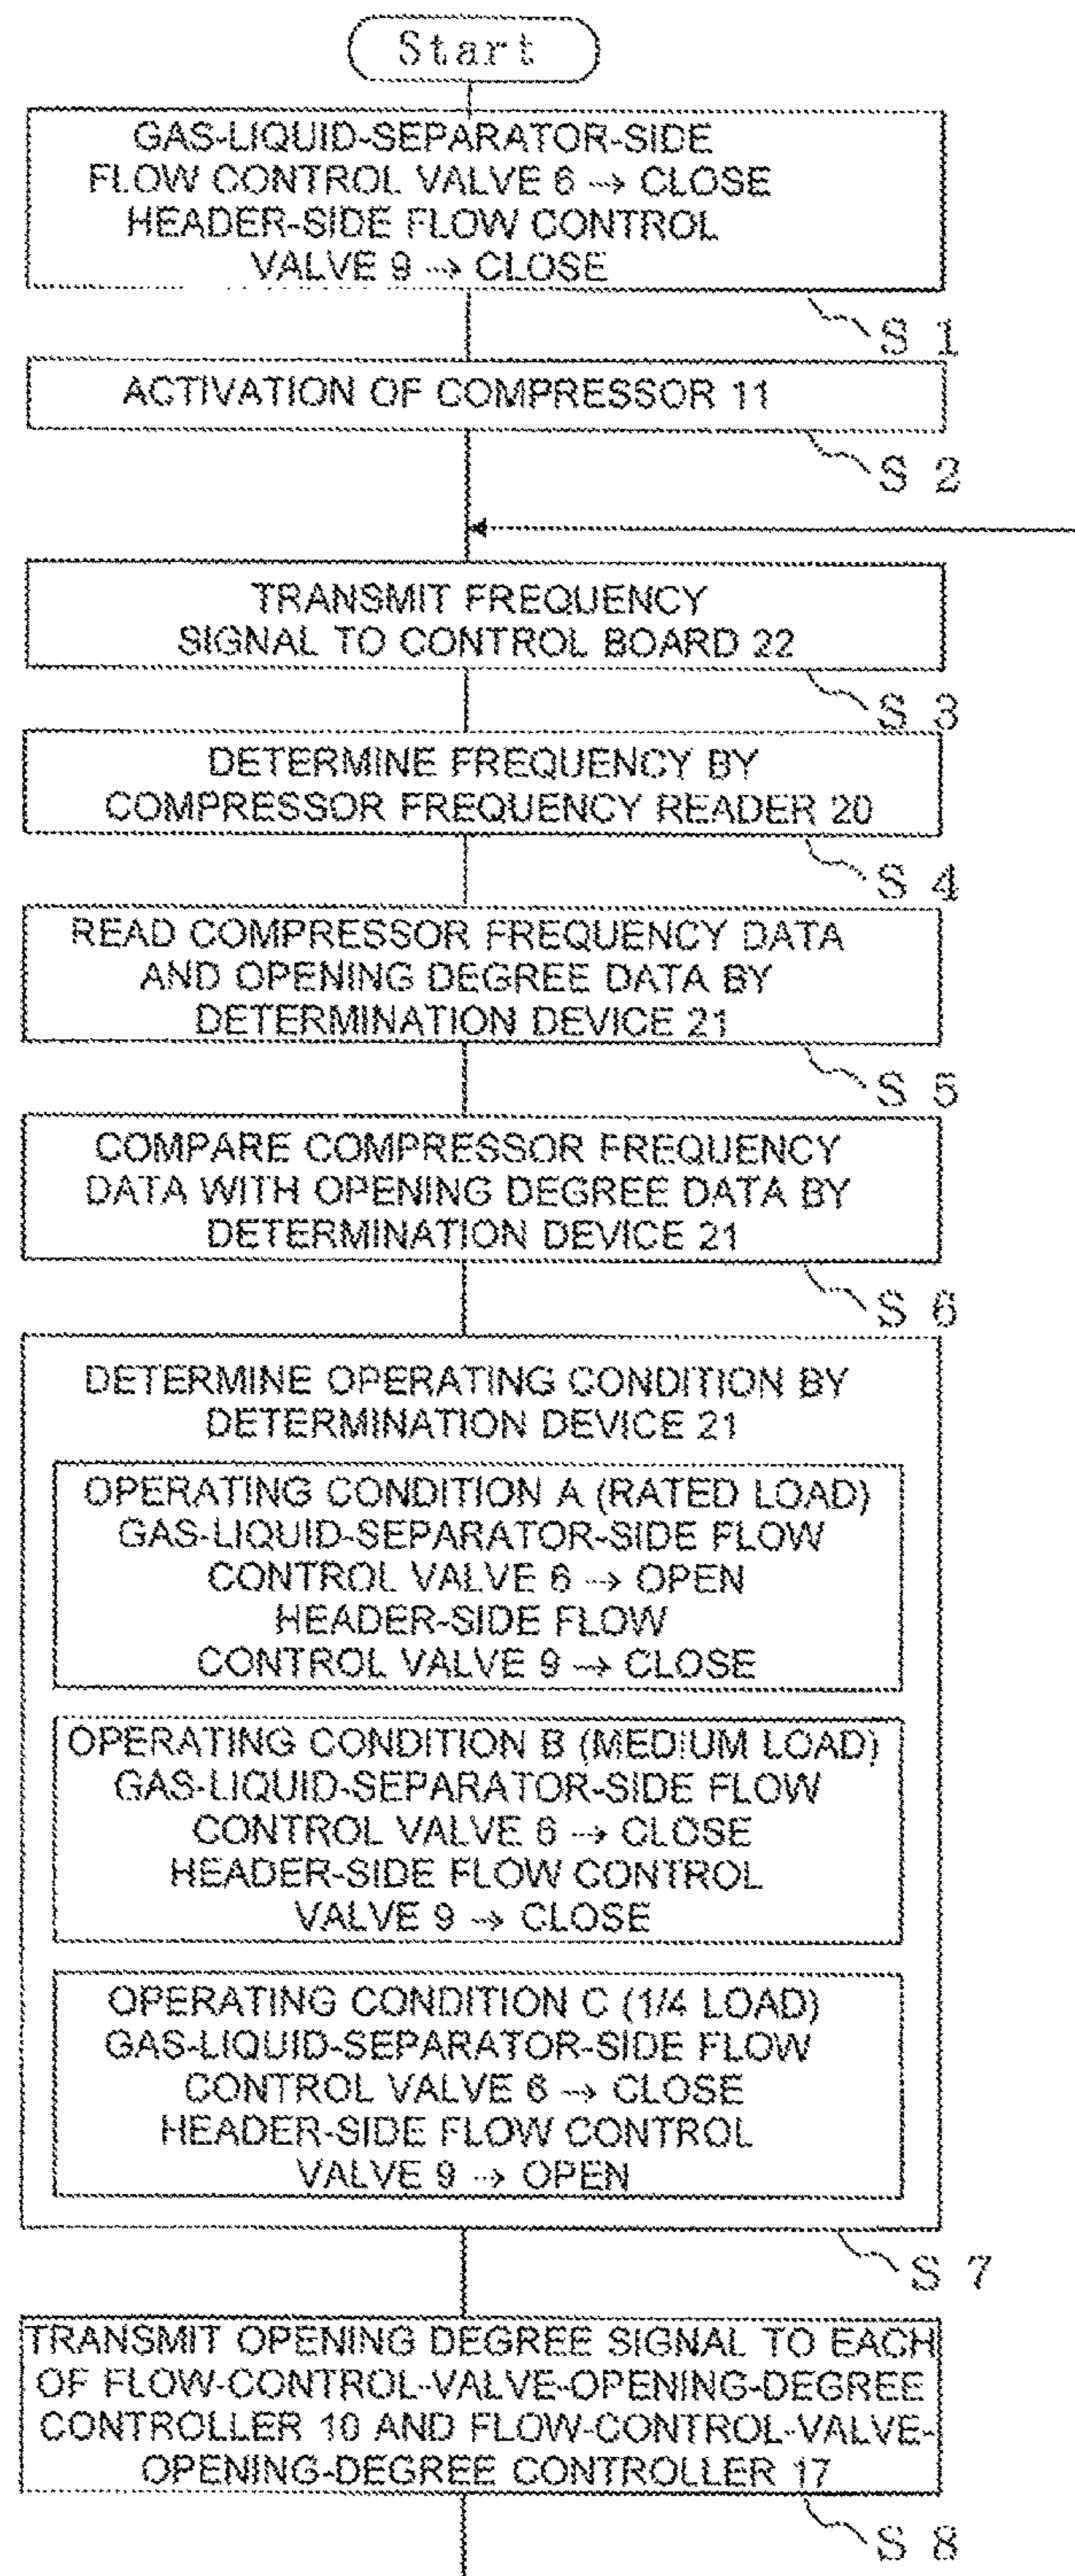 Start
GAS-LIQUID-SEPARATOR-SIDE
FLOW CONTROL VALVE 6 → CLOSE
HEADER-SIDE FLOW CONTROL
VALVE 9 → CLOSE
S 1
ACTIVATION OF COMPRESSOR 11
S 2
TRANSMIT FREQUENCY
SIGNAL TO CONTROL BOARD 22
S 3
DETERMINE FREQUENCY BY
COMPRESSOR FREQUENCY READER 20
S 4
READ COMPRESSOR FREQUENCY DATA
AND OPENING DEGREE DATA BY
DETERMINATION DEVICE 21
S 5
COMPARE COMPRESSOR FREQUENCY
DATA WITH OPENING DEGREE DATA BY
DETERMINATION DEVICE 21
S 6
DETERMINE OPERATING CONDITION BY
DETERMINATION DEVICE 21
OPERATING CONDITION A (RATED LOAD)
GAS-LIQUID-SEPARATOR-SIDE FLOW
CONTROL VALVE 6 → OPEN
HEADER-SIDE FLOW
CONTROL VALVE 9 → CLOSE
OPERATING CONDITION B (MEDIUM LOAD)
GAS-LIQUID-SEPARATOR-SIDE FLOW
CONTROL VALVE 6 → CLOSE
HEADER-SIDE FLOW CONTROL
VALVE 9 → CLOSE
OPERATING CONDITION C (1/4 LOAD)
GAS-LIQUID-SEPARATOR-SIDE FLOW
CONTROL VALVE 6 → CLOSE
HEADER-SIDE FLOW CONTROL
VALVE 9 → OPEN
S 7
TRANSMIT OPENING DEGREE SIGNAL TO EACH
OF FLOW-CONTROL-VALVE-OPENING-DEGREE
CONTROLLER 10 AND FLOW-CONTROL-VALVE-
OPENING-DEGREE CONTROLLER 17
S 8